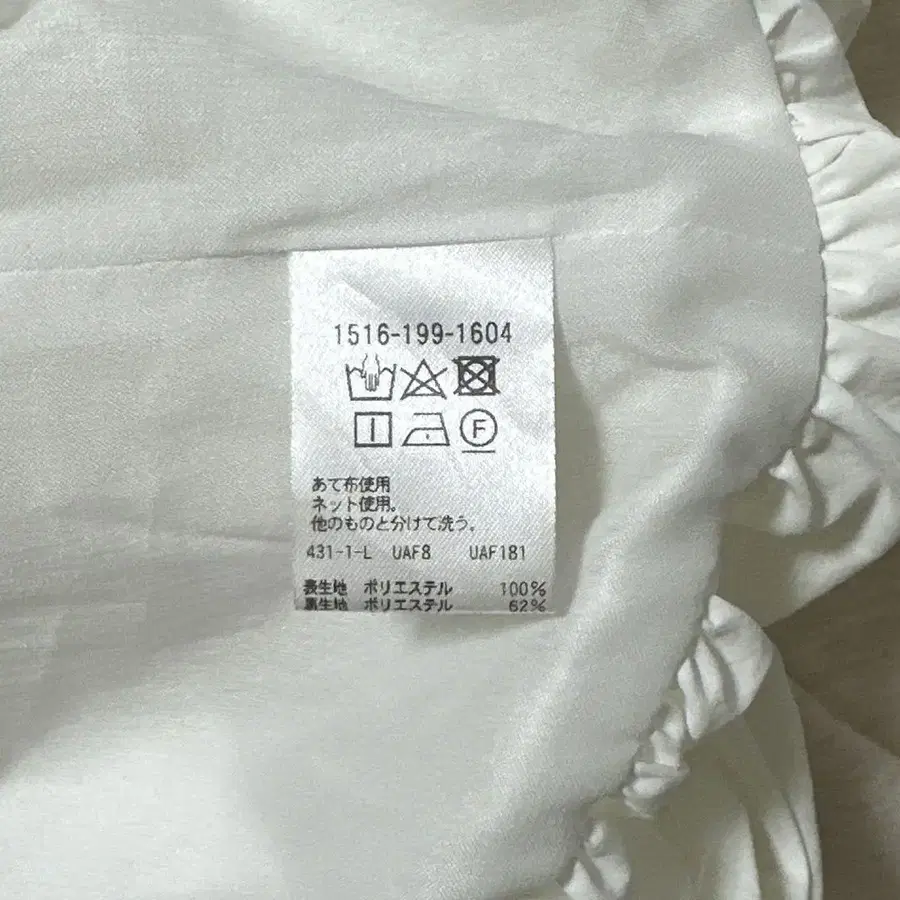 1516-199-1604
F
あて布使用
ネット使用。
他のものと分けて洗う。
431-1-L UAF8 UAF181
表生地 ポリエステル 100%
裏生地 ポリエステル 62%